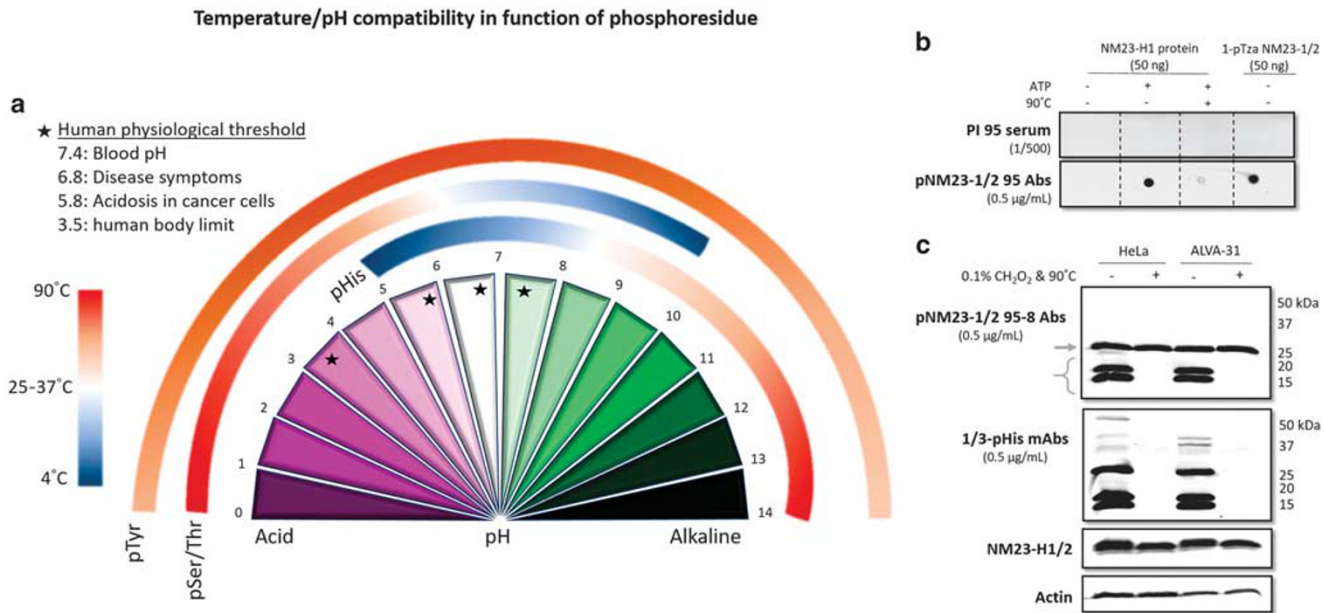 Temperature/pH compatibility in function of phosphoresidue
a
★ Human physiological threshold
7.4: Blood pH
6.8: Disease symptoms
5.8: Acidosis in cancer cells
3.5: human body limit
90˚C
25-37˚C
4˚C
pTyr
pSer/Thr
pHis
0
1
2
3
4
5
6
7
8
9
10
11
12
13
14
Acid
pH
Alkaline
b
NM23-H1 protein
(50 ng)
1-pTza NM23-1/2
(50 ng)
ATP - + + -
90˚C - - + -
PI 95 serum
(1/500)
pNM23-1/2 95 Abs
(0.5 µg/mL)
c
HeLa ALVA-31
0.1% CH₂O₂ & 90˚C - + - +
pNM23-1/2 95-8 Abs
(0.5 µg/mL)
50 kDa
37
25
20
15
1/3-pHis mAbs
(0.5 µg/mL)
50 kDa
37
25
20
15
NM23-H1/2
Actin